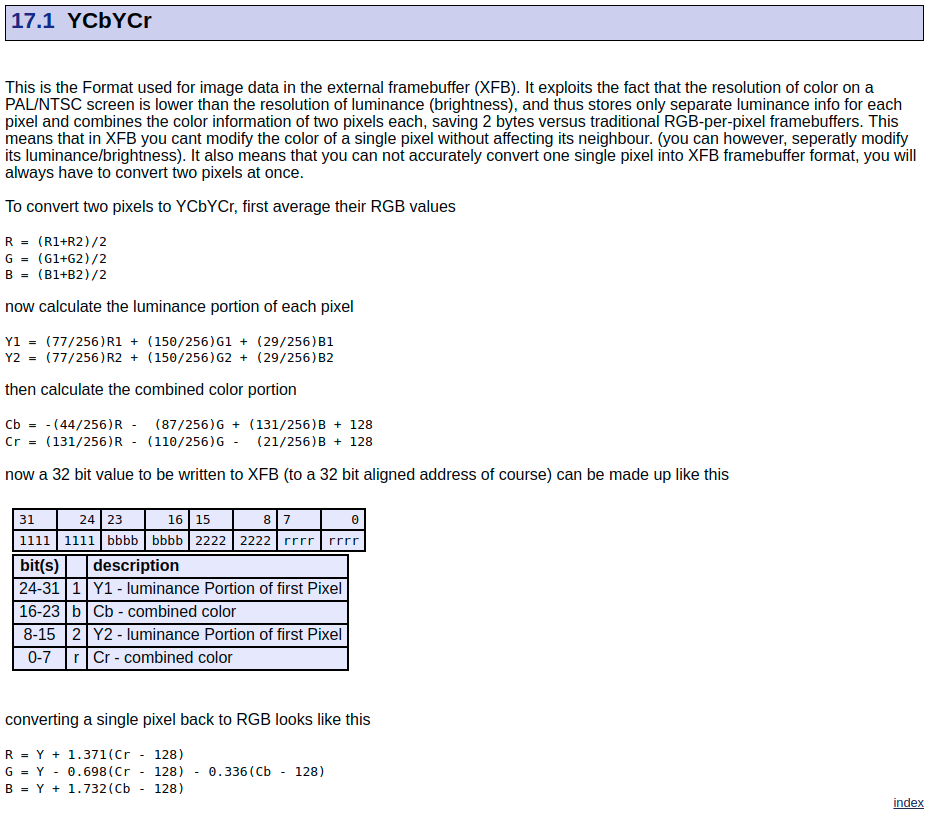 17.1 YCbYCr
This is the Format used for image data in the external framebuffer (XFB). It exploits the fact that the resolution of color on a
PAL/NTSC screen is lower than the resolution of luminance (brightness), and thus stores only separate luminance info for each
pixel and combines the color information of two pixels each, saving 2 bytes versus traditional RGB-per-pixel framebuffers. This
means that in XFB you cant modify the color of a single pixel without affecting its neighbour. (you can however, seperatly modify
its luminance/brightness). It also means that you can not accurately convert one single pixel into XFB framebuffer format, you will
always have to convert two pixels at once.
To convert two pixels to YCbYCr, first average their RGB values
R = (R1+R2)/2
G = (G1+G2)/2
B = (B1+B2)/2
now calculate the luminance portion of each pixel
Y1 = (77/256)R1 + (150/256)G1 + (29/256)B1
Y2 = (77/256)R2 + (150/256)G2 + (29/256)B2
then calculate the combined color portion
Cb = -(44/256)R -  (87/256)G + (131/256)B + 128
Cr = (131/256)R - (110/256)G -  (21/256)B + 128
now a 32 bit value to be written to XFB (to a 32 bit aligned address of course) can be made up like this
31 24 23 16 15 8 7 0
1111 1111 bbbb bbbb 2222 2222 rrrr rrrr
bit(s) description
24-31 1 Y1 - luminance Portion of first Pixel
16-23 b Cb - combined color
8-15 2 Y2 - luminance Portion of first Pixel
0-7 r Cr - combined color
converting a single pixel back to RGB looks like this
R = Y + 1.371(Cr - 128)
G = Y - 0.698(Cr - 128) - 0.336(Cb - 128)
B = Y + 1.732(Cb - 128)
index